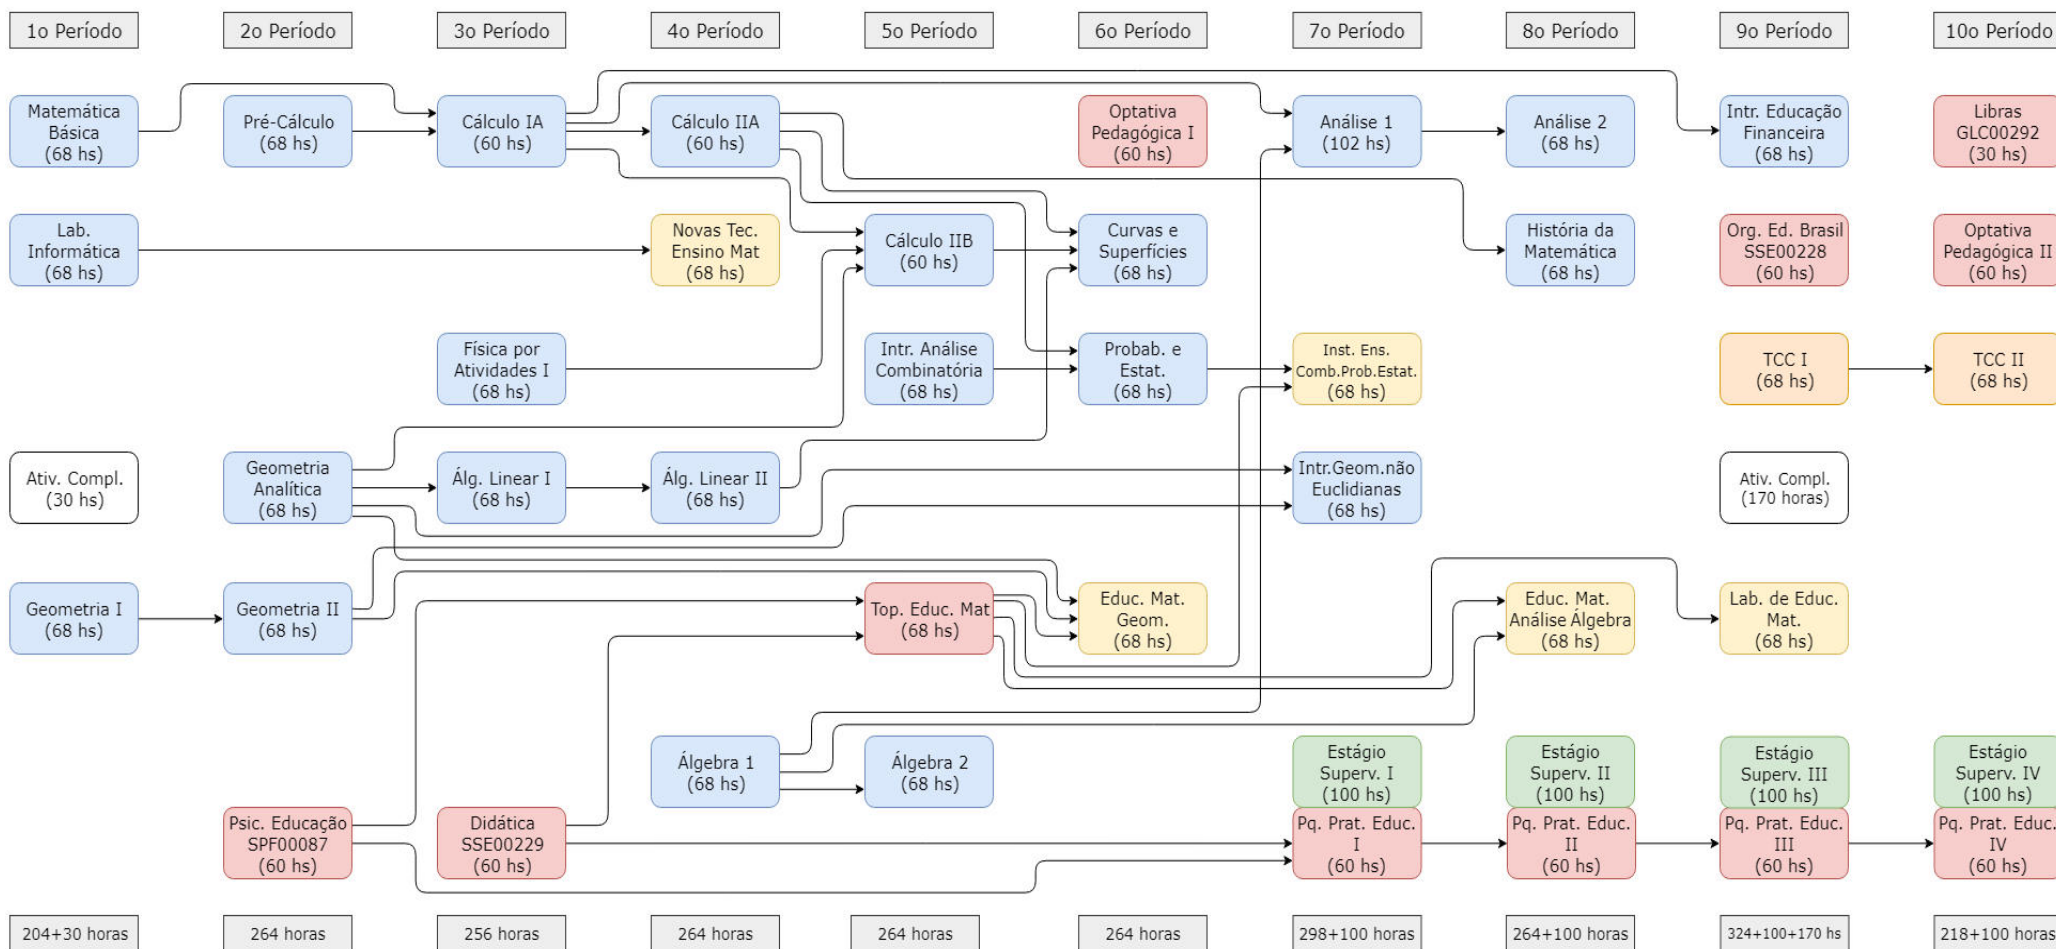 1o Período
2o Período
3o Período
4o Período
5o Período
6o Período
7o Período
8o Período
9o Período
10o Período
Matemática
Básica
(68 hs)
Pré-Cálculo
(68 hs)
Cálculo IA
(60 hs)
Cálculo IIA
(60 hs)
Optativa
Pedagógica I
(60 hs)
Análise 1
(102 hs)
Análise 2
(68 hs)
Intr. Educação
Financeira
(68 hs)
Libras
GLC00292
(30 hs)
Lab.
Informática
(68 hs)
Novas Tec.
Ensino Mat
(68 hs)
Cálculo IIB
(60 hs)
Curvas e
Superfícies
(68 hs)
História da
Matemática
(68 hs)
Org. Ed. Brasil
SSE00228
(60 hs)
Optativa
Pedagógica II
(60 hs)
Física por
Atividades I
(68 hs)
Intr. Análise
Combinatória
(68 hs)
Probab. e
Estat.
(68 hs)
Inst. Ens.
Comb.Prob.Estat.
(68 hs)
TCC I
(68 hs)
TCC II
(68 hs)
Ativ. Compl.
(30 hs)
Geometria
Analítica
(68 hs)
Álg. Linear I
(68 hs)
Álg. Linear II
(68 hs)
Intr.Geom.não
Euclidianas
(68 hs)
Ativ. Compl.
(170 horas)
Geometria I
(68 hs)
Geometria II
(68 hs)
Top. Educ. Mat
(68 hs)
Educ. Mat.
Geom.
(68 hs)
Educ. Mat.
Análise Álgebra
(68 hs)
Lab. de Educ.
Mat.
(68 hs)
Álgebra 1
(68 hs)
Álgebra 2
(68 hs)
Estágio
Superv. I
(100 hs)
Estágio
Superv. II
(100 hs)
Estágio
Superv. III
(100 hs)
Estágio
Superv. IV
(100 hs)
Psic. Educação
SPF00087
(60 hs)
Didática
SSE00229
(60 hs)
Pq. Prat. Educ.
I
(60 hs)
Pq. Prat. Educ.
II
(60 hs)
Pq. Prat. Educ.
III
(60 hs)
Pq. Prat. Educ.
IV
(60 hs)
204+30 horas
264 horas
256 horas
264 horas
264 horas
264 horas
298+100 horas
264+100 horas
324+100+170 hs
218+100 horas